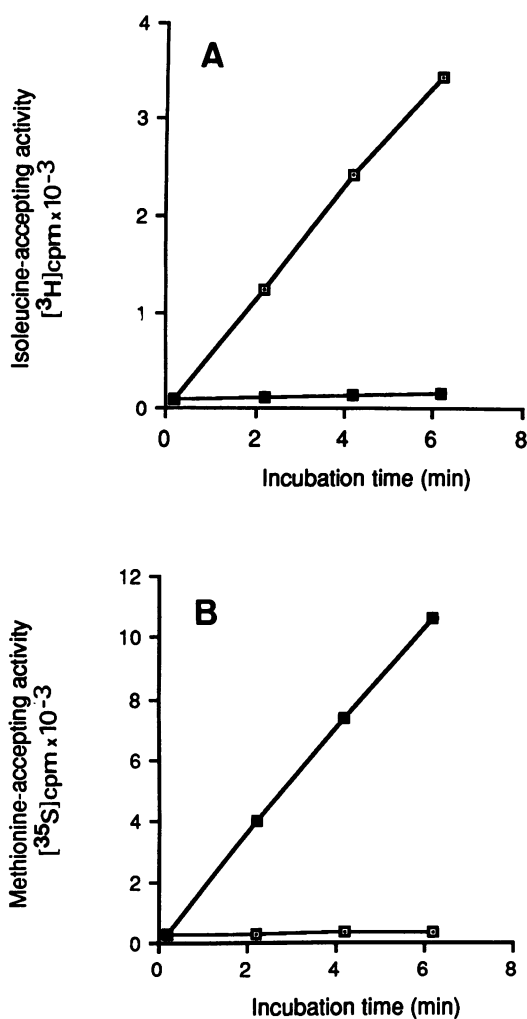 A
Isoleucine-accepting activity
[³H]cpm x 10⁻³
4
3
2
1
0
0 2 4 6 8
Incubation time (min)
B
Methionine-accepting activity
[³⁵S]cpm x 10⁻³
12
10
8
6
4
2
0
0 2 4 6 8
Incubation time (min)